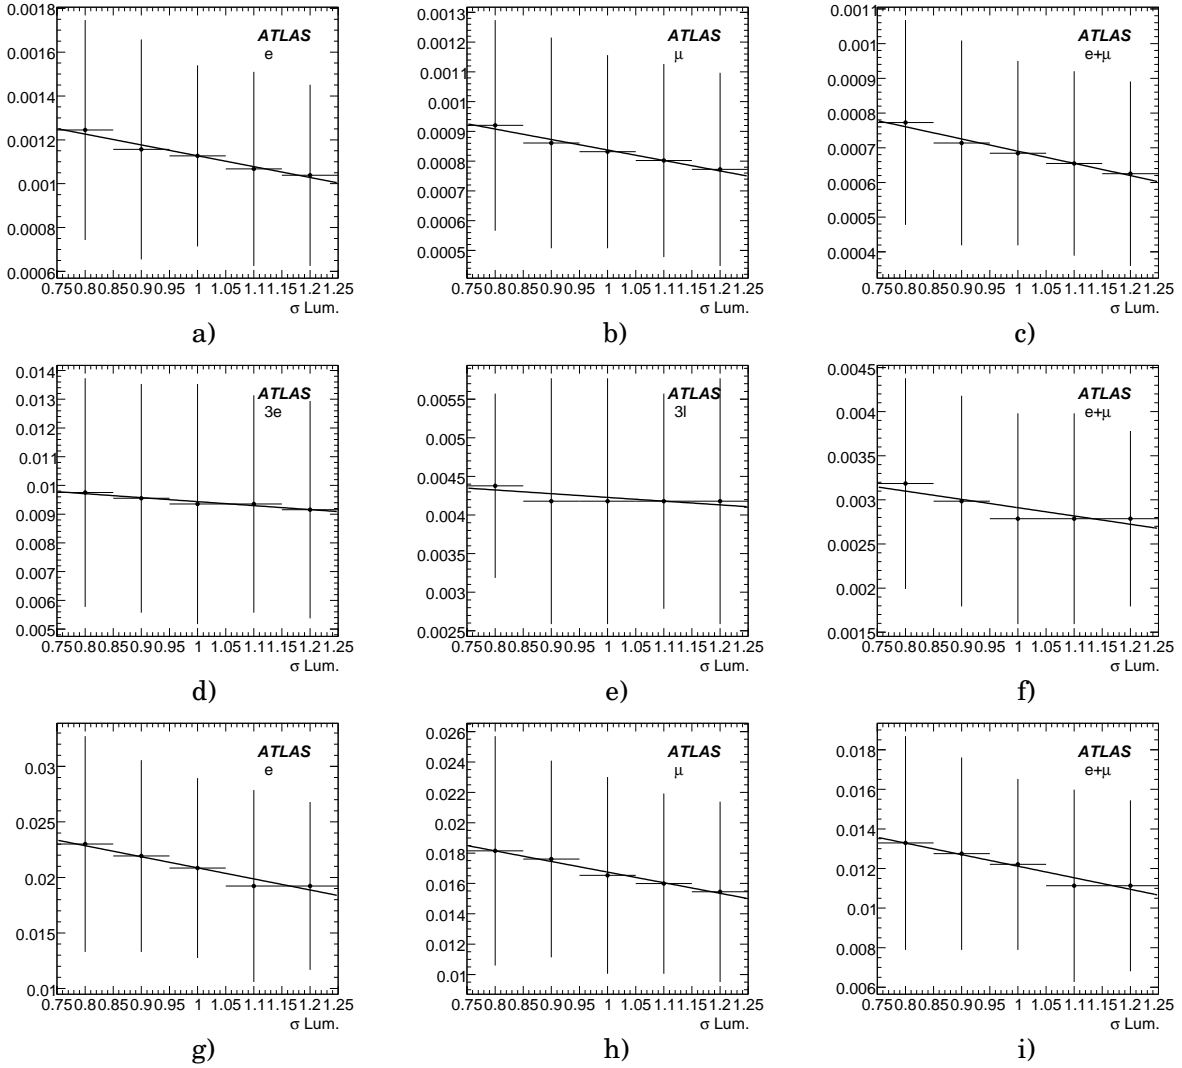 0.0018
0.0016
0.0014
0.0012
0.001
0.0008
0.0006
ATLAS
e
0.75 0.8 0.85 0.9 0.95 1 1.05 1.1 1.15 1.2 1.25
σ Lum.
a)
0.0013
0.0012
0.0011
0.001
0.0009
0.0008
0.0007
0.0006
0.0005
ATLAS
μ
0.75 0.8 0.85 0.9 0.95 1 1.05 1.1 1.15 1.2 1.25
σ Lum.
b)
0.0011
0.001
0.0009
0.0008
0.0007
0.0006
0.0005
0.0004
ATLAS
e+μ
0.75 0.8 0.85 0.9 0.95 1 1.05 1.1 1.15 1.2 1.25
σ Lum.
c)
0.014
0.013
0.012
0.011
0.01
0.009
0.008
0.007
0.006
0.005
ATLAS
3e
0.75 0.8 0.85 0.9 0.95 1 1.05 1.1 1.15 1.2 1.25
σ Lum.
d)
0.0055
0.005
0.0045
0.004
0.0035
0.003
0.0025
ATLAS
3l
0.75 0.8 0.85 0.9 0.95 1 1.05 1.1 1.15 1.2 1.25
σ Lum.
e)
0.0045
0.004
0.0035
0.003
0.0025
0.002
0.0015
ATLAS
e+μ
0.75 0.8 0.85 0.9 0.95 1 1.05 1.1 1.15 1.2 1.25
σ Lum.
f)
0.03
0.025
0.02
0.015
0.01
ATLAS
e
0.75 0.8 0.85 0.9 0.95 1 1.05 1.1 1.15 1.2 1.25
σ Lum.
g)
0.026
0.024
0.022
0.02
0.018
0.016
0.014
0.012
0.01
ATLAS
μ
0.75 0.8 0.85 0.9 0.95 1 1.05 1.1 1.15 1.2 1.25
σ Lum.
h)
0.018
0.016
0.014
0.012
0.01
0.008
0.006
ATLAS
e+μ
0.75 0.8 0.85 0.9 0.95 1 1.05 1.1 1.15 1.2 1.25
σ Lum.
i)